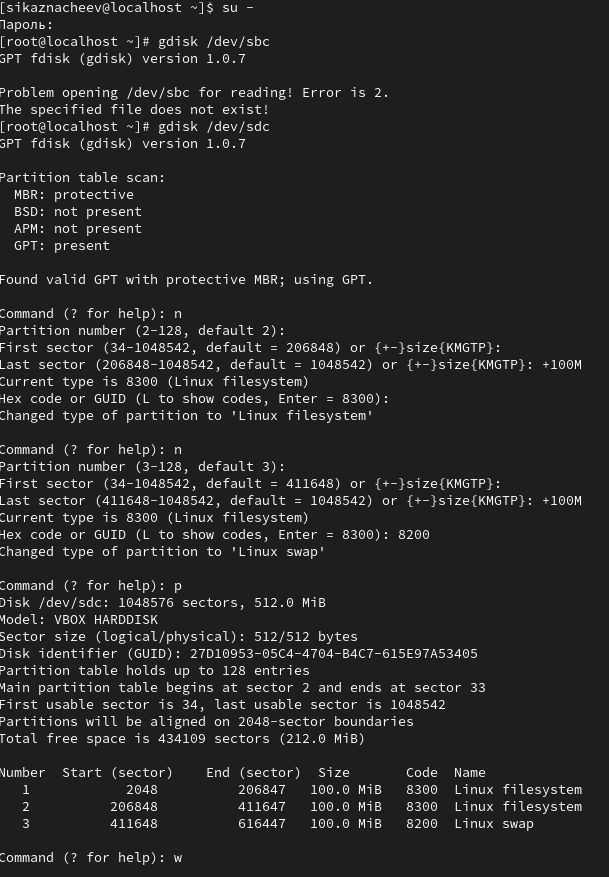 [sikaznacheev@localhost ~]$ su -
Пароль:
[root@localhost ~]# gdisk /dev/sbc
GPT fdisk (gdisk) version 1.0.7
Problem opening /dev/sbc for reading! Error is 2.
The specified file does not exist!
[root@localhost ~]# gdisk /dev/sdc
GPT fdisk (gdisk) version 1.0.7
Partition table scan:
  MBR: protective
  BSD: not present
  APM: not present
  GPT: present
Found valid GPT with protective MBR; using GPT.
Command (? for help): n
Partition number (2-128, default 2):
First sector (34-1048542, default = 206848) or {+-}size{KMGTP}:
Last sector (206848-1048542, default = 1048542) or {+-}size{KMGTP}: +100M
Current type is 8300 (Linux filesystem)
Hex code or GUID (L to show codes, Enter = 8300):
Changed type of partition to 'Linux filesystem'
Command (? for help): n
Partition number (3-128, default 3):
First sector (34-1048542, default = 411648) or {+-}size{KMGTP}:
Last sector (411648-1048542, default = 1048542) or {+-}size{KMGTP}: +100M
Current type is 8300 (Linux filesystem)
Hex code or GUID (L to show codes, Enter = 8300): 8200
Changed type of partition to 'Linux swap'
Command (? for help): p
Disk /dev/sdc: 1048576 sectors, 512.0 MiB
Model: VBOX HARDDISK
Sector size (logical/physical): 512/512 bytes
Disk identifier (GUID): 27D10953-05C4-4704-B4C7-615E97A53405
Partition table holds up to 128 entries
Main partition table begins at sector 2 and ends at sector 33
First usable sector is 34, last usable sector is 1048542
Partitions will be aligned on 2048-sector boundaries
Total free space is 434109 sectors (212.0 MiB)
Number  Start (sector)    End (sector)  Size       Code  Name
   1            2048          206847   100.0 MiB   8300  Linux filesystem
   2          206848          411647   100.0 MiB   8300  Linux filesystem
   3          411648          616447   100.0 MiB   8200  Linux swap
Command (? for help): w